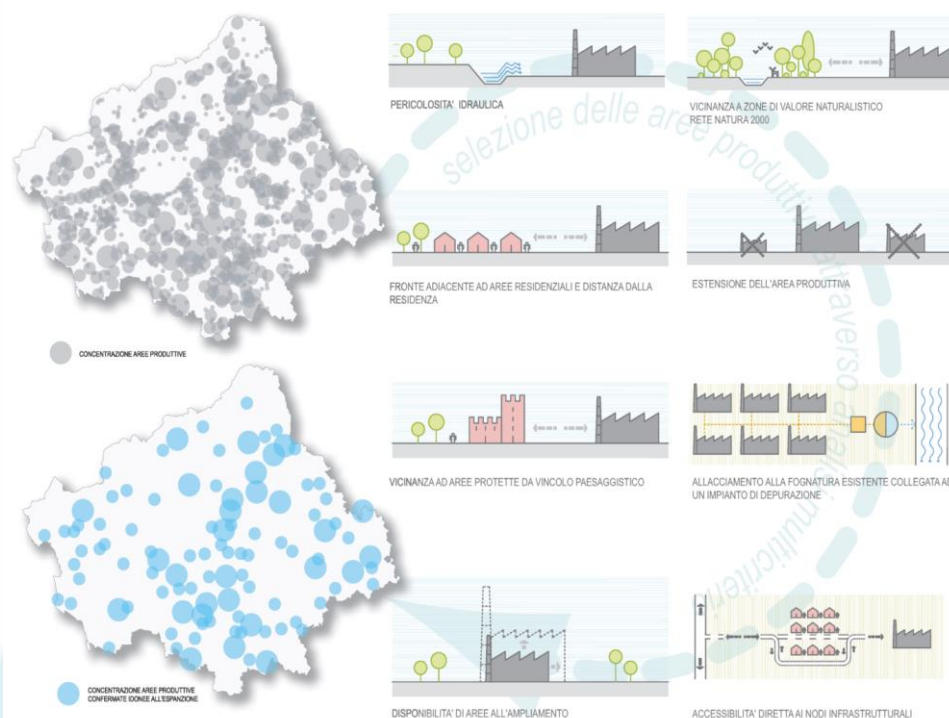 CONCENTRAZIONE AREE PRODUTTIVE
CONCENTRAZIONE AREE PRODUTTIVE
CONFERMATE IDONEE ALL'ESPANZIONE
PERICOLOSITA' IDRAULICA
VICINANZA A ZONE DI VALORE NATURALISTICO
RETE NATURA 2000
FRONTE ADIACENTE AD AREE RESIDENZIALI E DISTANZA DALLA
RESIDENZA
ESTENSIONE DELL'AREA PRODUTTIVA
VICINANZA AD AREE PROTETTE DA VINCOLO PAESAGGISTICO
ALLACCIAMENTO ALLA FOGNATURA ESISTENTE COLLEGATA AD
UN IMPIANTO DI DEPURAZIONE
DISPONIBILITA' DI AREE ALL'AMPLIAMENTO
ACCESSIBILITA' DIRETTA AI NODI INFRASTRUTTURALI
selezione delle aree produttive attraverso analisi multicriteri